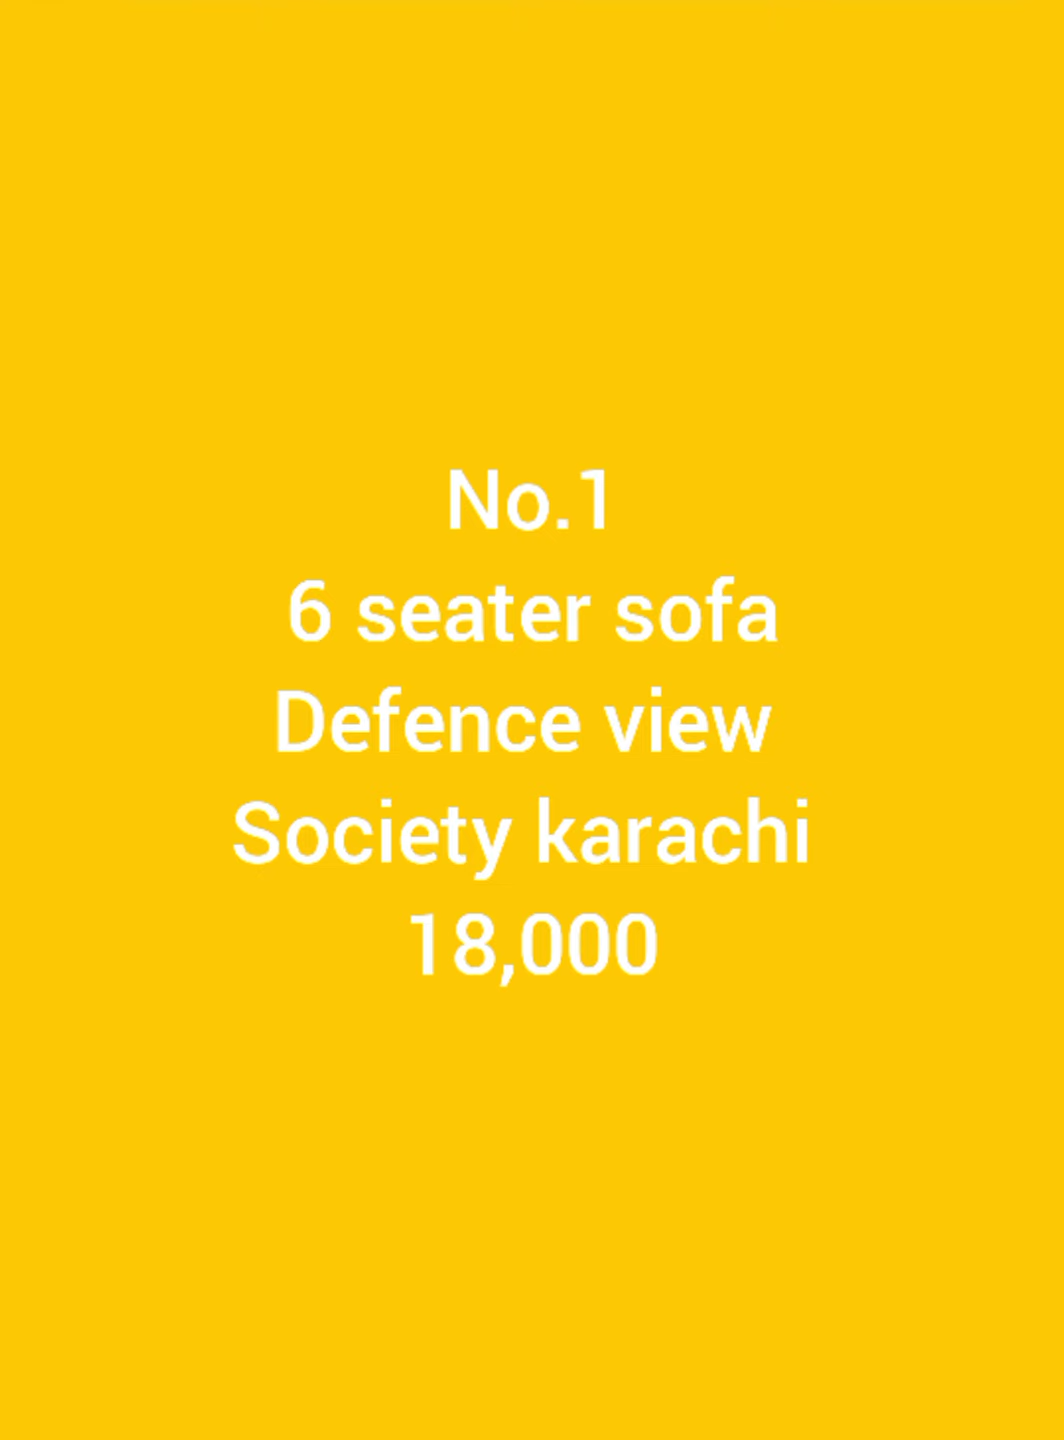 No.1
6 seater sofa
Defence view
Society karachi
18,000